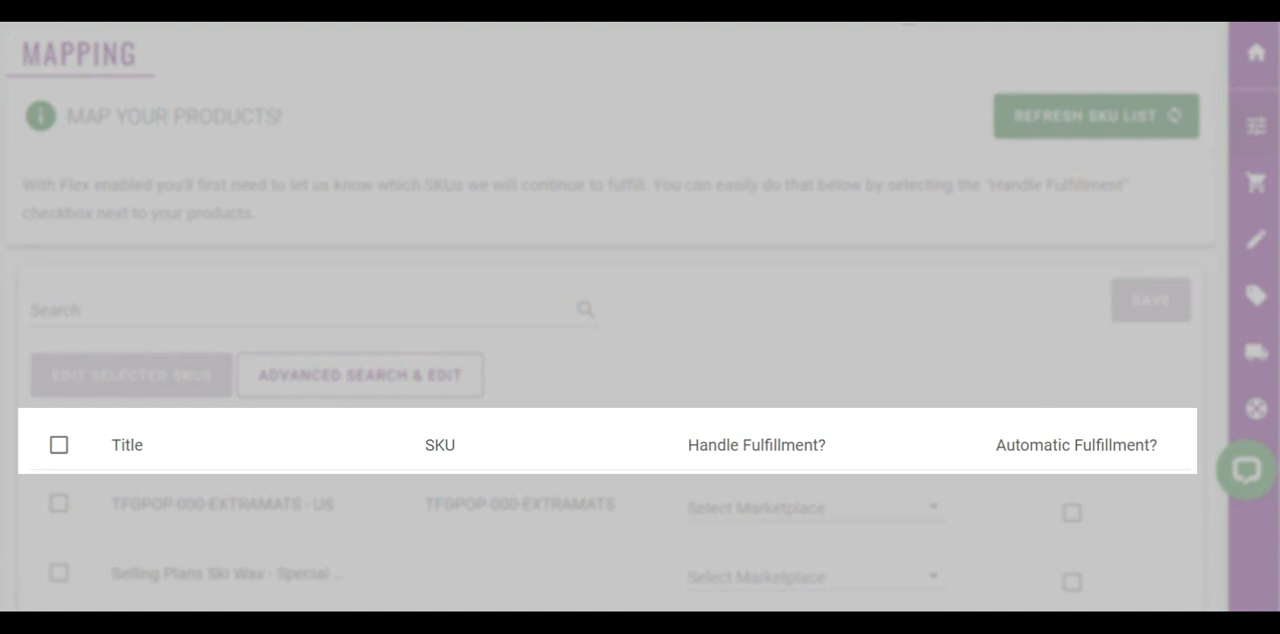 MAPPING
MAP YOUR PRODUCTS!
REFRESH SKU LIST
With Flex enabled you'll first need to let us know which SKUs we will continue to fulfill. You can easily do that below by selecting the "Handle Fulfillment"
checkbox next to your products.
Search
SAVE
EDIT SELECTED SKUS
ADVANCED SEARCH & EDIT
Title SKU Handle Fulfillment? Automatic Fulfillment?
TFGPOP-000-EXTRAMATS - US TFGPOP-000-EXTRAMATS Select Marketplace
Selling Plans Ski Wax - Special ... Select Marketplace